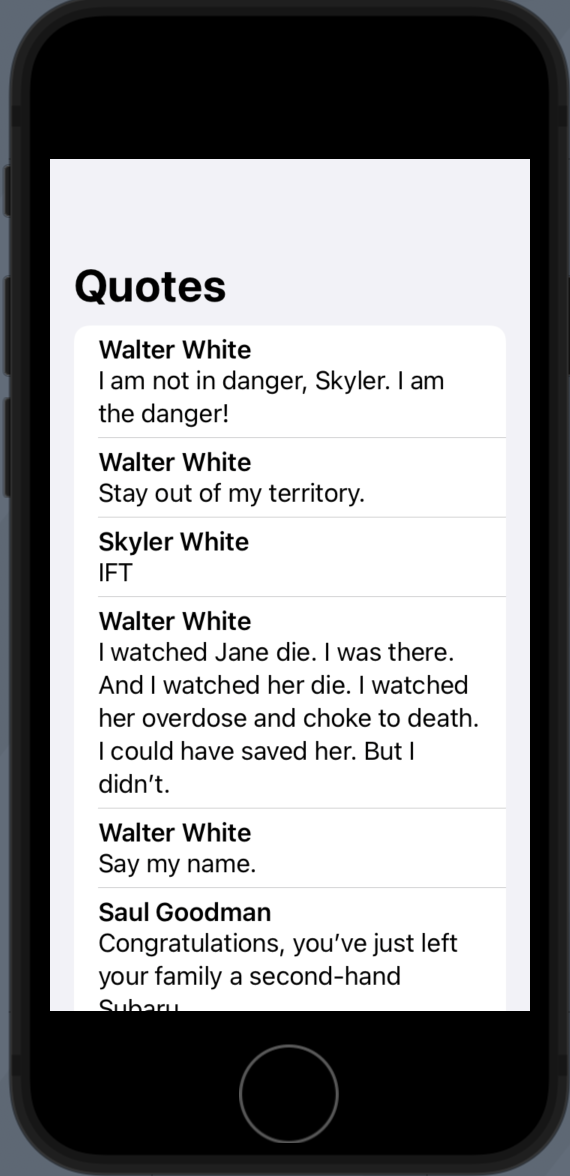 Quotes
Walter White
I am not in danger, Skyler. I am
the danger!
Walter White
Stay out of my territory.
Skyler White
IFT
Walter White
I watched Jane die. I was there.
And I watched her die. I watched
her overdose and choke to death.
I could have saved her. But I
didn’t.
Walter White
Say my name.
Saul Goodman
Congratulations, you’ve just left
your family a second-hand
Subaru